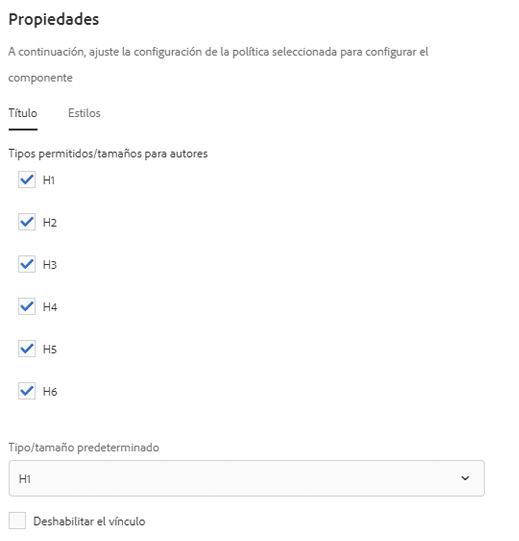 Propiedades
A continuación, ajuste la configuración de la política seleccionada para configurar el
componente
Título Estilos
Tipos permitidos/tamaños para autores
H1
H2
H3
H4
H5
H6
Tipo/tamaño predeterminado
H1
Deshabilitar el vínculo